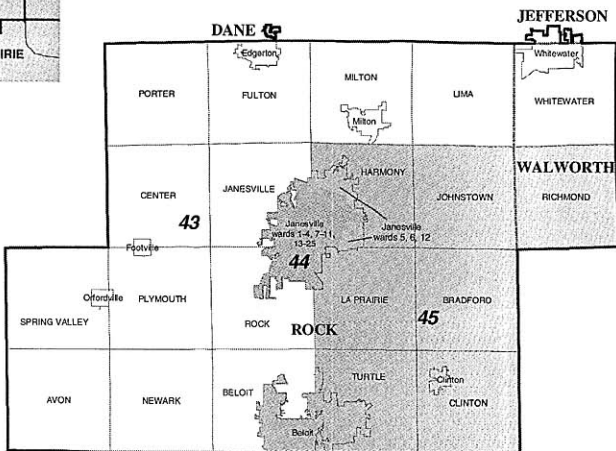 JEFFERSON
DANE
IRIE
Edgerton
Whitewater
MILTON
PORTER
FULTON
LIMA
WHITEWATER
Milton
HARMONY
WALWORTH
CENTER
JANESVILLE
JOHNSTOWN
RICHMOND
43
Janesville
wards 1-4, 7-11,
13-25
Janesville
wards 5, 6, 12
Footville
44
Orfordville
PLYMOUTH
LA PRAIRIE
BRADFORD
45
SPRING VALLEY
ROCK
ROCK
TURTLE
Clinton
AVON
NEWARK
BELOIT
CLINTON
Beloit